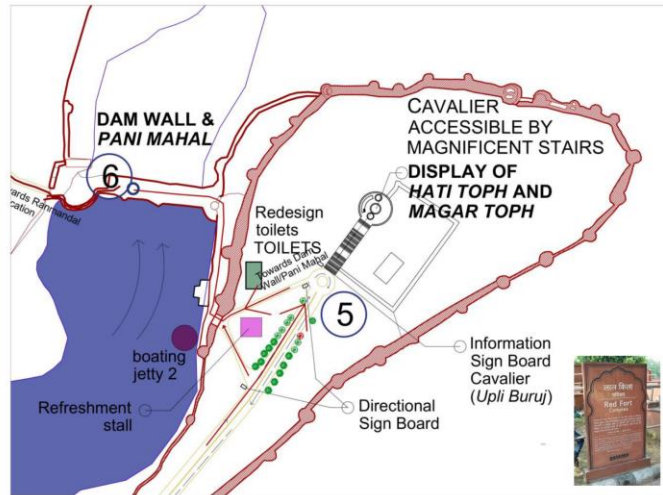 DAM WALL &
PANI MAHAL
6
CAVALIER
ACCESSIBLE BY
MAGNIFICENT STAIRS
DISPLAY OF
HATI TOPH AND
MAGAR TOPH
Redesign
toilets
TOILETS
Towards Dam
Wall/Pani Mahal
5
boating
jetty 2
Refreshment
stall
Directional
Sign Board
Information
Sign Board
Cavalier
(Upli Buruj)
लाल किला
Red Fort